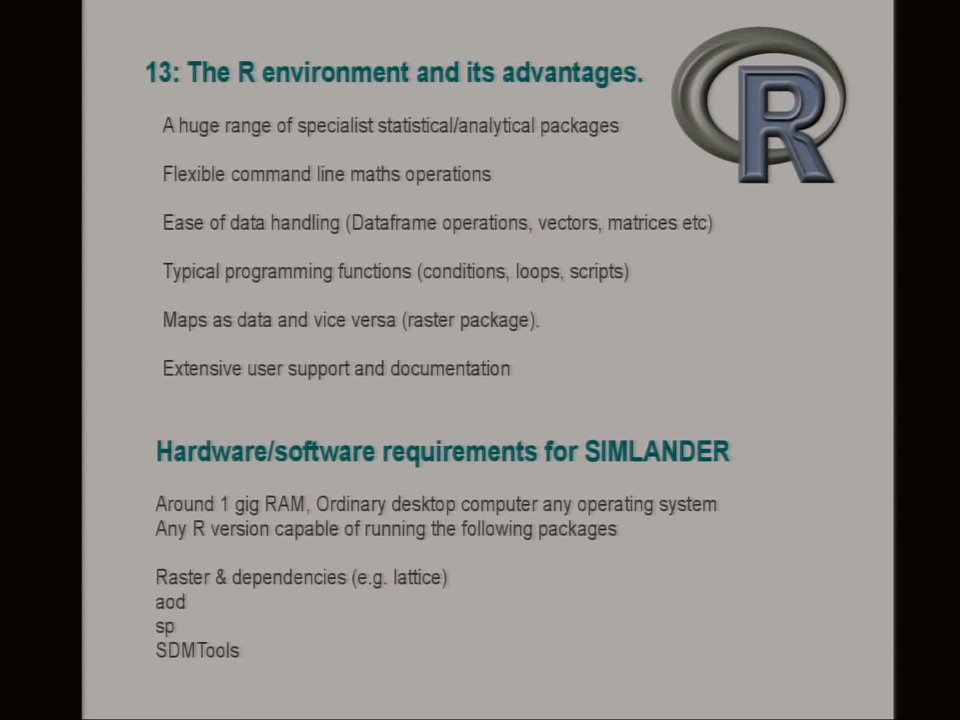 13: The R environment and its advantages.
R
A huge range of specialist statistical/analytical packages
Flexible command line maths operations
Ease of data handling (Dataframe operations, vectors, matrices etc)
Typical programming functions (conditions, loops, scripts)
Maps as data and vice versa (raster package).
Extensive user support and documentation
Hardware/software requirements for SIMLANDER
Around 1 gig RAM, Ordinary desktop computer any operating system
Any R version capable of running the following packages
Raster & dependencies (e.g. lattice)
aod
sp
SDMTools